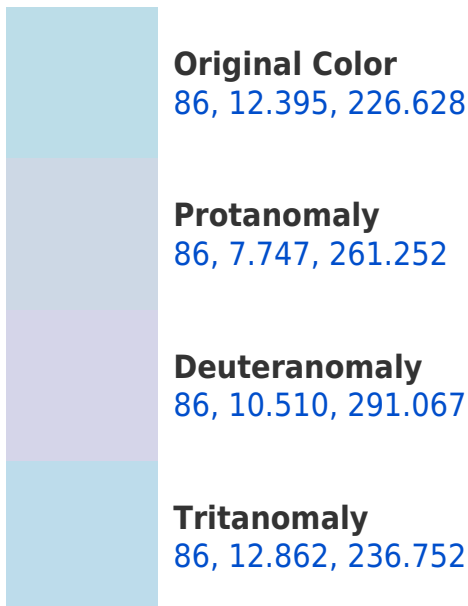 Original Color
86, 12.395, 226.628
Protanomaly
86, 7.747, 261.252
Deuteranomaly
86, 10.510, 291.067
Tritanomaly
86, 12.862, 236.752